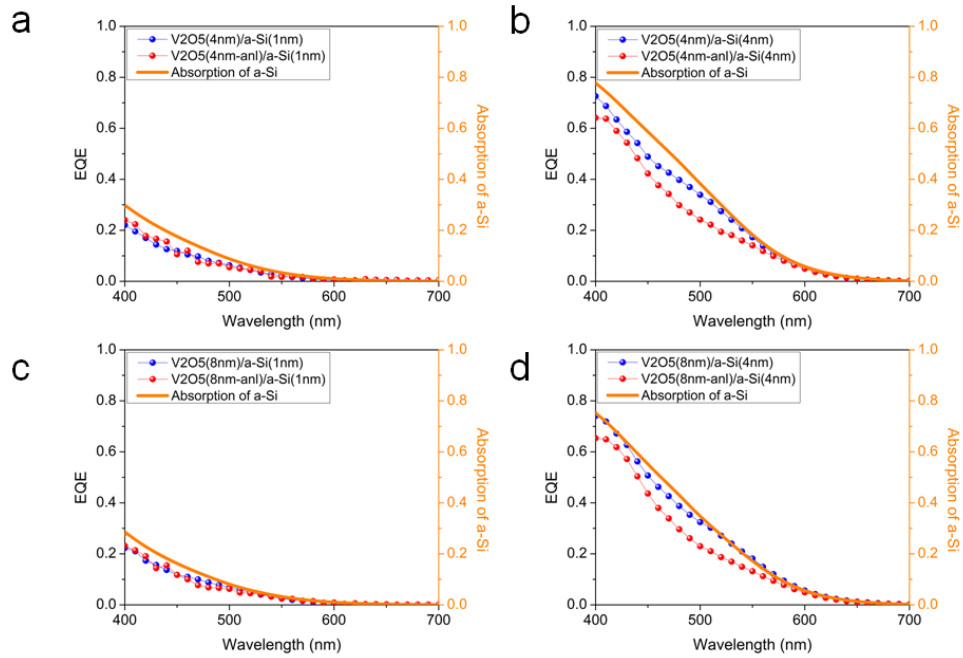 a
V2O5(4nm)/a-Si(1nm)
V2O5(4nm-anl)/a-Si(1nm)
Absorption of a-Si
1.0
0.8
0.6
0.4
0.2
0.0
EQE
1.0
0.8
0.6
0.4
0.2
0.0
Absorption of a-Si
400 500 600 700
Wavelength (nm)
b
V2O5(4nm)/a-Si(4nm)
V2O5(4nm-anl)/a-Si(4nm)
Absorption of a-Si
1.0
0.8
0.6
0.4
0.2
0.0
EQE
1.0
0.8
0.6
0.4
0.2
0.0
Absorption of a-Si
400 500 600 700
Wavelength (nm)
c
V2O5(8nm)/a-Si(1nm)
V2O5(8nm-anl)/a-Si(1nm)
Absorption of a-Si
1.0
0.8
0.6
0.4
0.2
0.0
EQE
1.0
0.8
0.6
0.4
0.2
0.0
Absorption of a-Si
400 500 600 700
Wavelength (nm)
d
V2O5(8nm)/a-Si(4nm)
V2O5(8nm-anl)/a-Si(4nm)
Absorption of a-Si
1.0
0.8
0.6
0.4
0.2
0.0
EQE
1.0
0.8
0.6
0.4
0.2
0.0
Absorption of a-Si
400 500 600 700
Wavelength (nm)